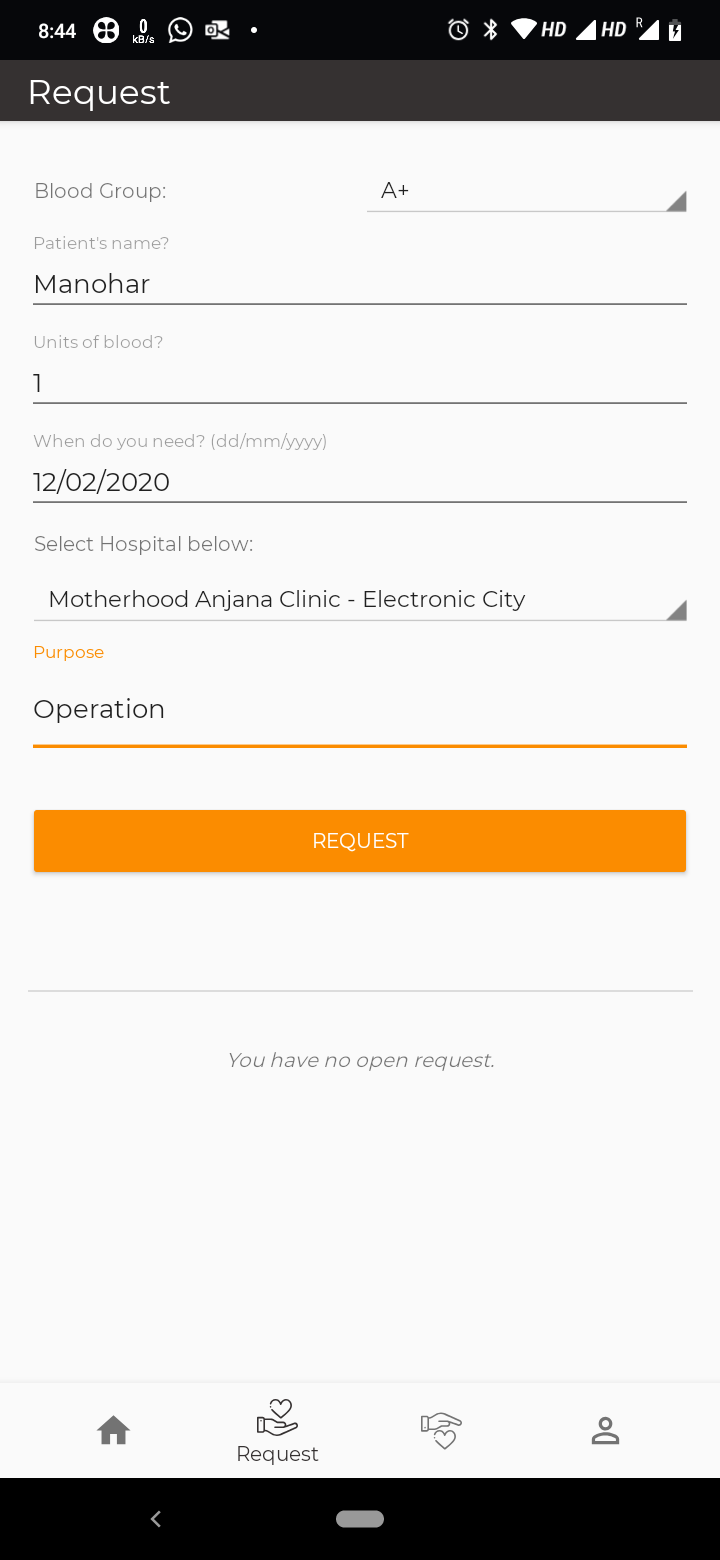 8:44 0 kB/s HD HD R
Request
Blood Group: A+
Patient's name?
Manohar
Units of blood?
1
When do you need? (dd/mm/yyyy)
12/02/2020
Select Hospital below:
Motherhood Anjana Clinic - Electronic City
Purpose
Operation
REQUEST
You have no open request.
Request